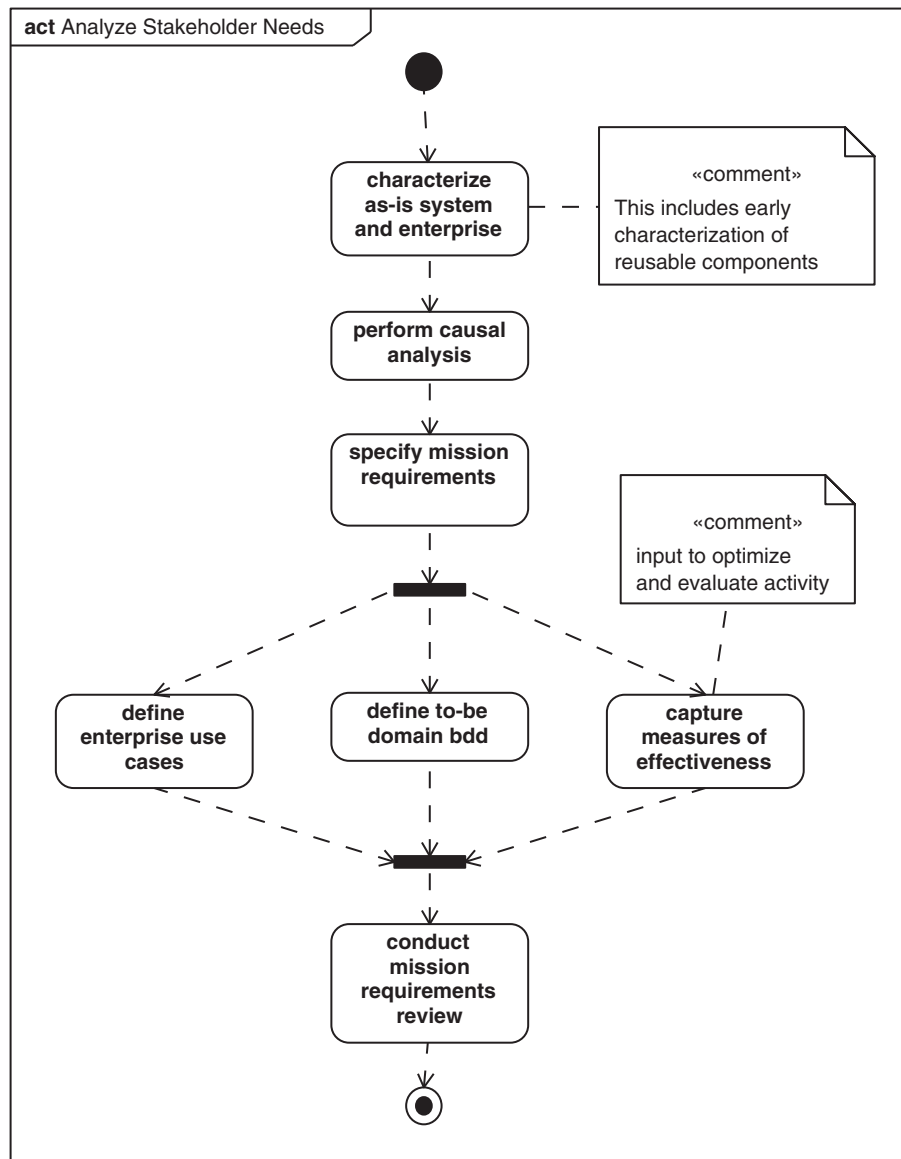 act Analyze Stakeholder Needs
characterize
as-is system
and enterprise
«comment»
This includes early
characterization of
reusable components
perform causal
analysis
specify mission
requirements
«comment»
input to optimize
and evaluate activity
define
enterprise use
cases
define to-be
domain bdd
capture
measures of
effectiveness
conduct
mission
requirements
review